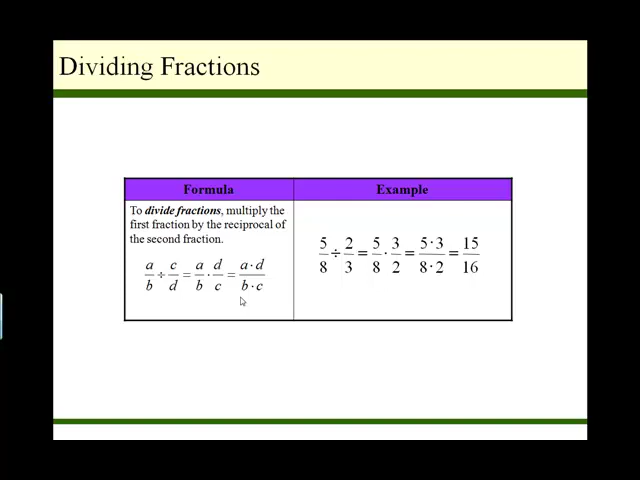 Dividing Fractions
Formula
Example
To divide fractions, multiply the
first fraction by the reciprocal of
the second fraction.
a/b ÷ c/d = a/b · d/c = a·d/b·c
5/8 ÷ 2/3 = 5/8 · 3/2 = 5·3/8·2 = 15/16